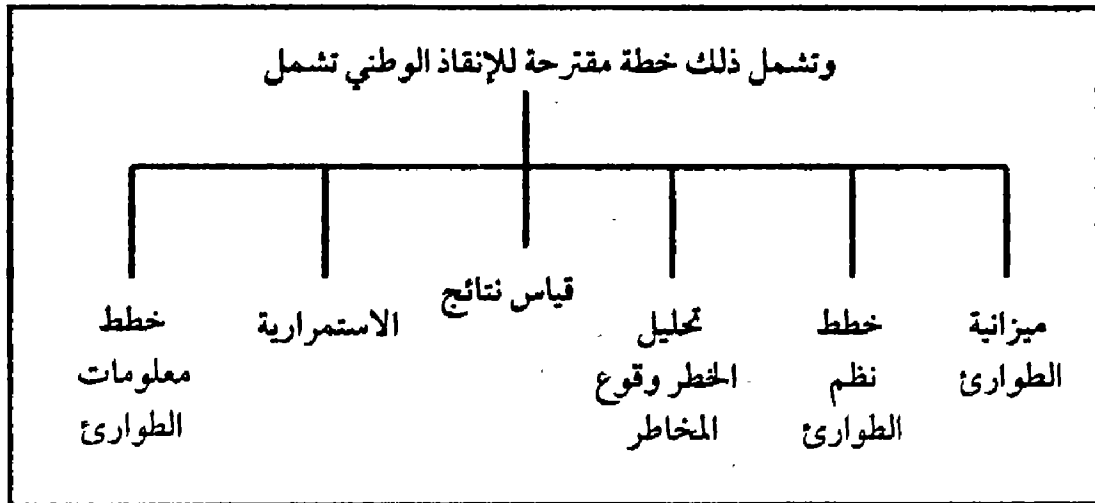 وتشمل ذلك خطة مقترحة للإنقاذ الوطني تشمل
ميزانية
الطوارئ
خطط
نظم
الطوارئ
تحليل
الخطر وقوع
المخاطر
قياس نتائج
الاستمرارية
خطط
معلومات
الطوارئ